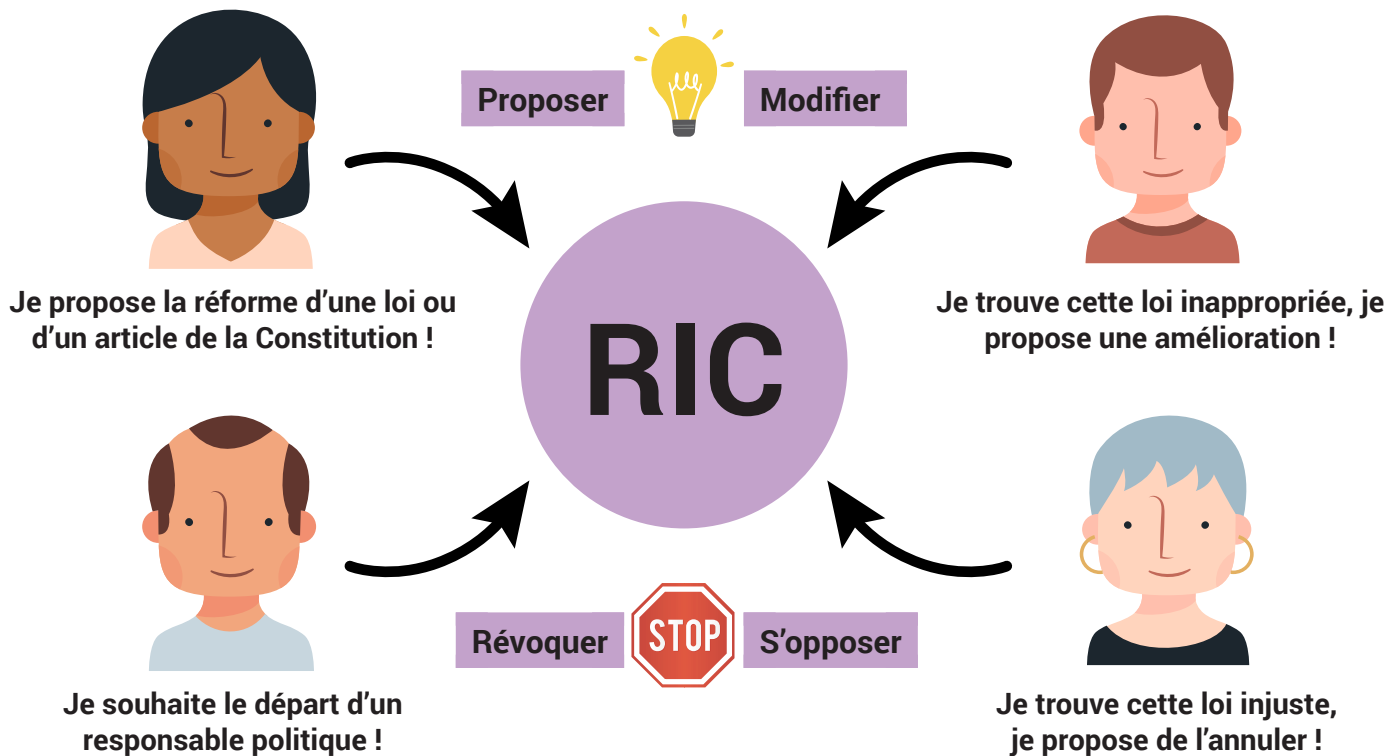 Proposer
Modifier
Je propose la réforme d’une loi ou
d’un article de la Constitution !
Je trouve cette loi inappropriée, je
propose une amélioration !
RIC
Révoquer
STOP
S’opposer
Je souhaite le départ d’un
responsable politique !
Je trouve cette loi injuste,
je propose de l’annuler !